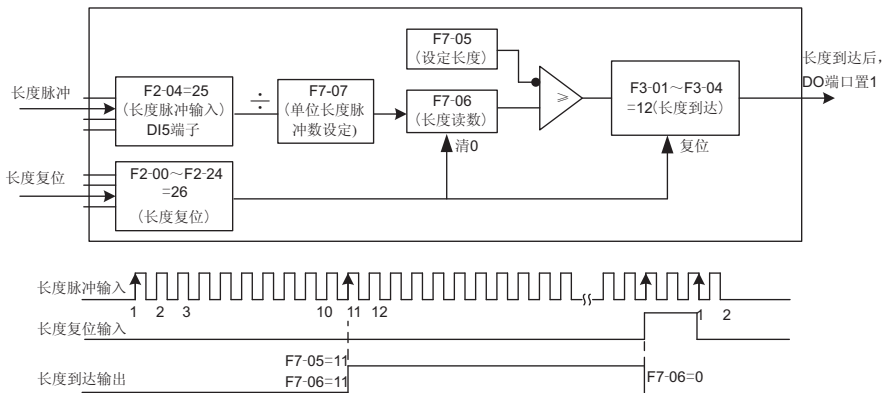 F7-05
(设定长度)
长度脉冲
F2-04=25
(长度脉冲输入)
DI5端子
÷
F7-07
(单位长度脉
冲数设定)
F7-06
(长度读数)
≥
F3-01～F3-04
=12(长度到达)
长度到达后，
DO端口置1
清0
复位
长度复位
F2-00～F2-24
=26
(长度复位)
长度脉冲输入
1 2 3 10 11 12 1 2
长度复位输入
F7-05=11
长度到达输出
F7-06=11
F7-06=0